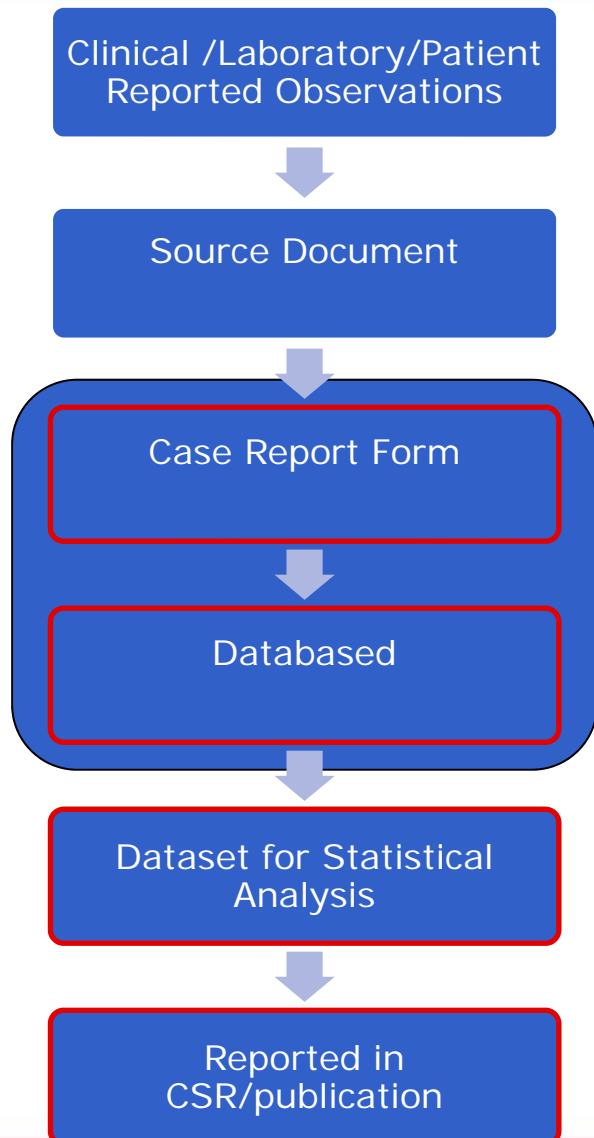 Clinical /Laboratory/Patient
Reported Observations
Source Document
Case Report Form
Databased
Dataset for Statistical
Analysis
Reported in
CSR/publication